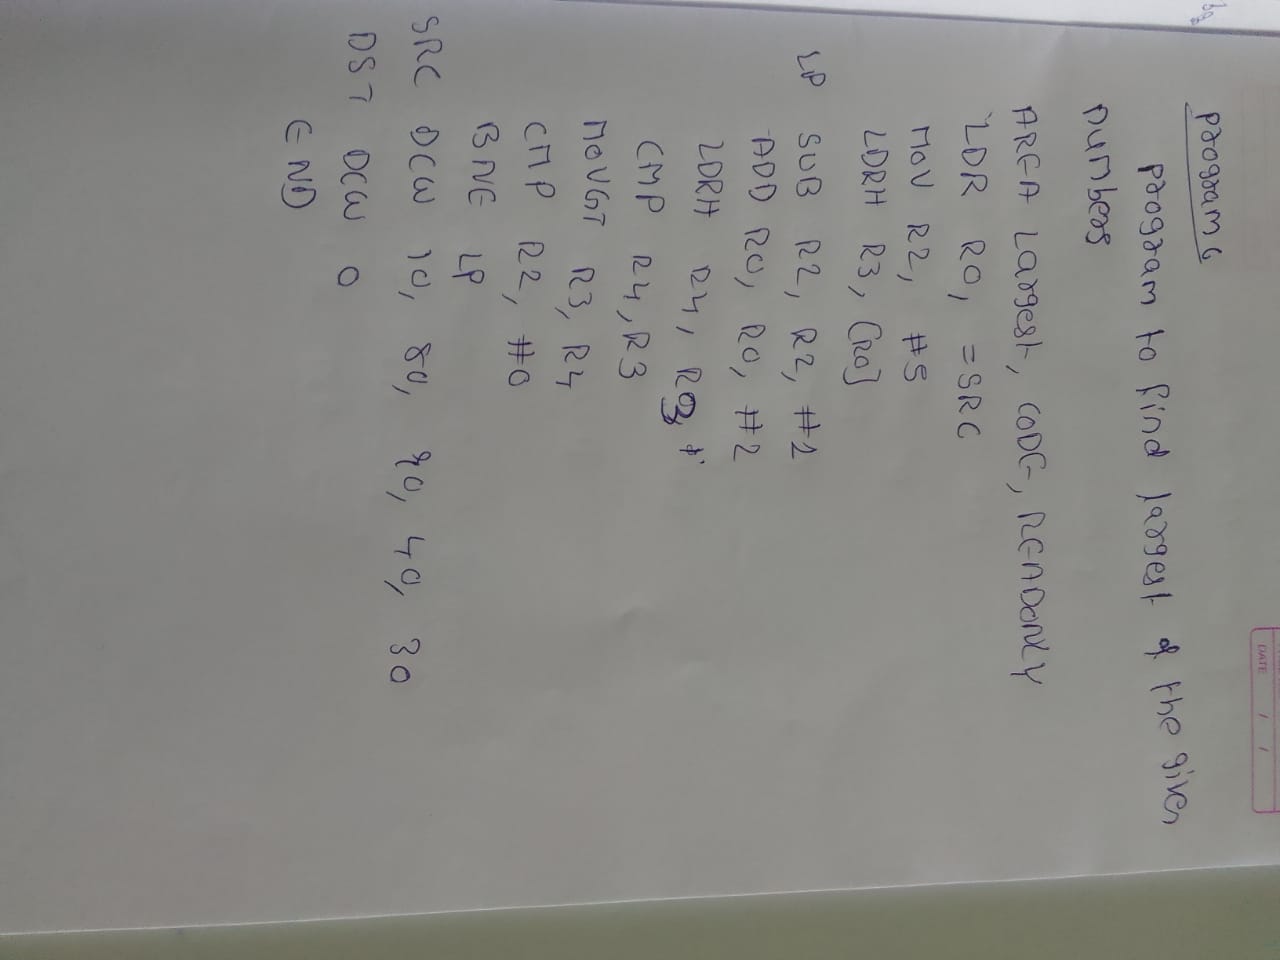 program 6
program to find largest of the given
numbers
AREA Largest, CODE, READONLY
LDR R0, =SRC
MOV R2, #5
LDRH R3, [R0]
LP SUB R2, R2, #1
ADD R0, R0, #2
LDRH R4,
CMP R4, R3
MOVGT R3, R4
CMP R2, #0
BNE LP
SRC DCW 10, 80, 90, 40, 30
DST DCW 0
END
DATE / /